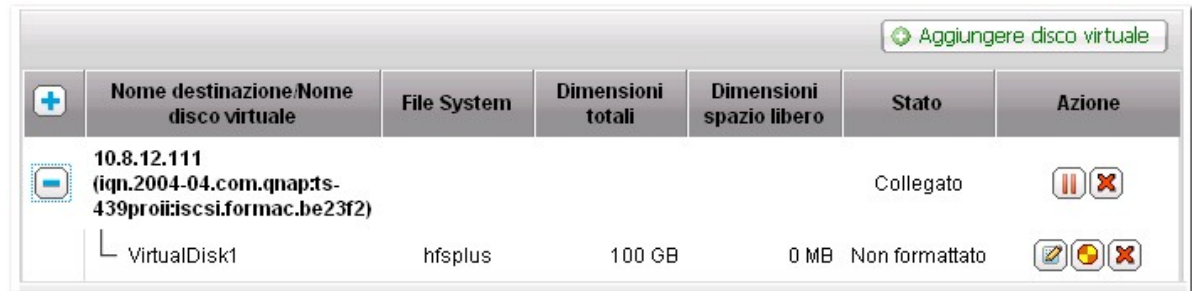 Aggiungere disco virtuale
Nome destinazione/Nome
disco virtuale
File System
Dimensioni
totali
Dimensioni
spazio libero
Stato
Azione
10.8.12.111
(iqn.2004-04.com.qnap:ts-
439proii:iscsi.formac.be23f2)
Collegato
VirtualDisk1
hfsplus
100 GB
0 MB
Non formattato